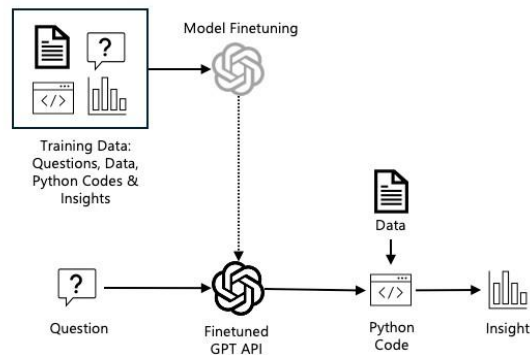 Model Finetuning
?
</>
Training Data:
Questions, Data,
Python Codes &
Insights
Data
?
</>
Question
Finetuned
GPT API
Python
Code
Insight